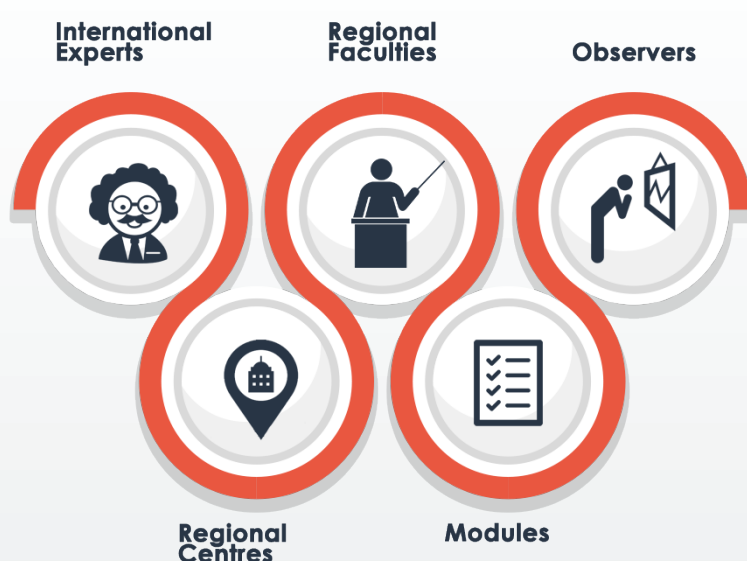 International
Experts
Regional
Faculties
Observers
Regional
Centres
Modules